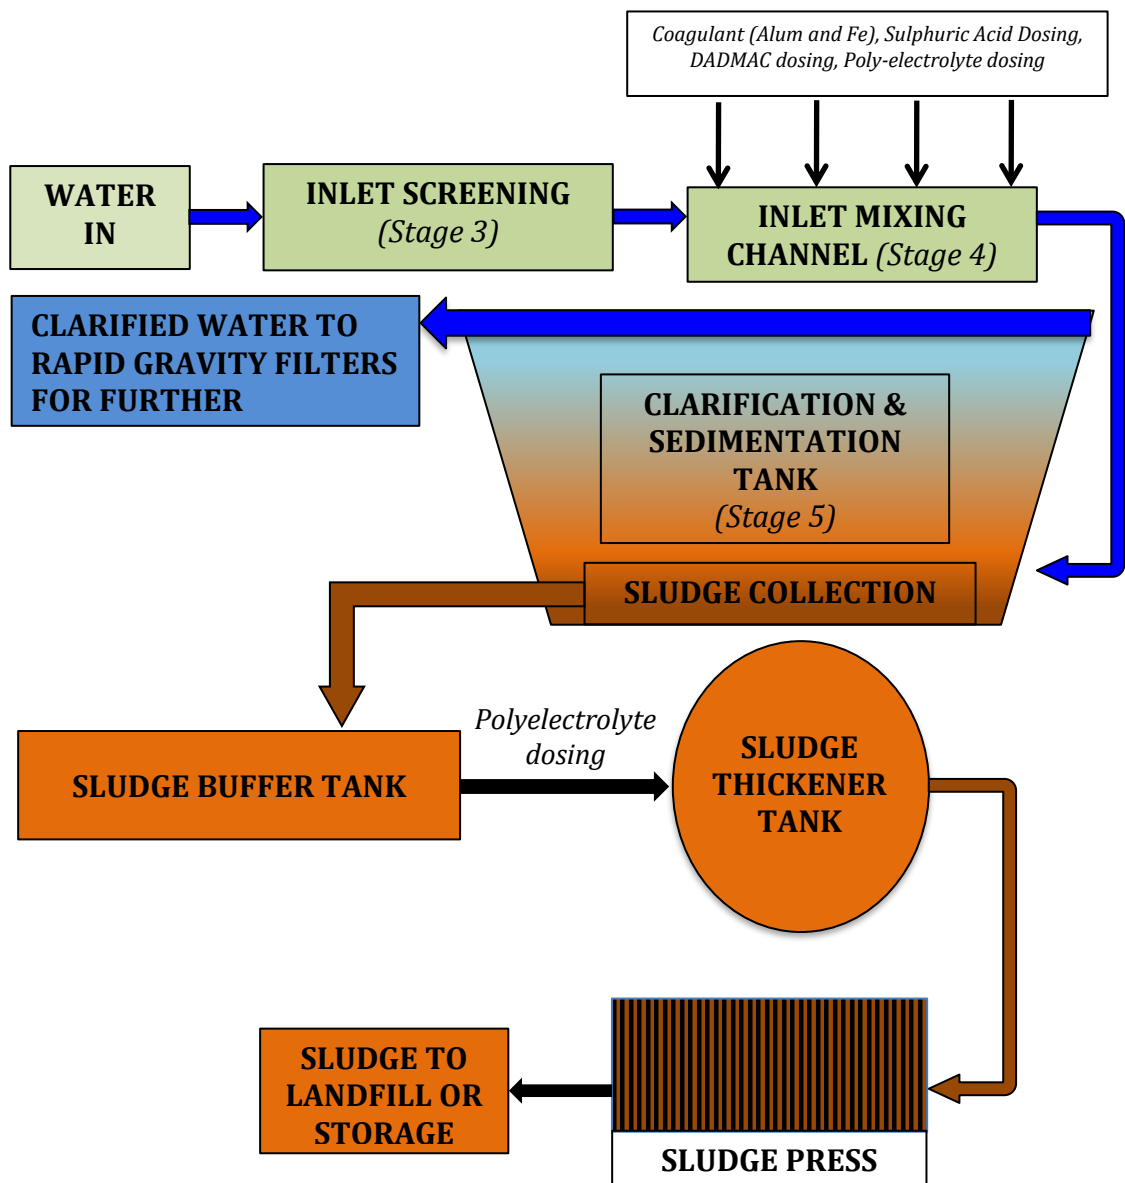 Coagulant (Alum and Fe), Sulphuric Acid Dosing,
DADMAC dosing, Poly-electrolyte dosing
WATER
IN
INLET SCREENING
(Stage 3)
INLET MIXING
CHANNEL (Stage 4)
CLARIFIED WATER TO
RAPID GRAVITY FILTERS
FOR FURTHER
CLARIFICATION &
SEDIMENTATION
TANK
(Stage 5)
SLUDGE COLLECTION
Polyelectrolyte
dosing
SLUDGE BUFFER TANK
SLUDGE
THICKENER
TANK
SLUDGE TO
LANDFILL OR
STORAGE
SLUDGE PRESS